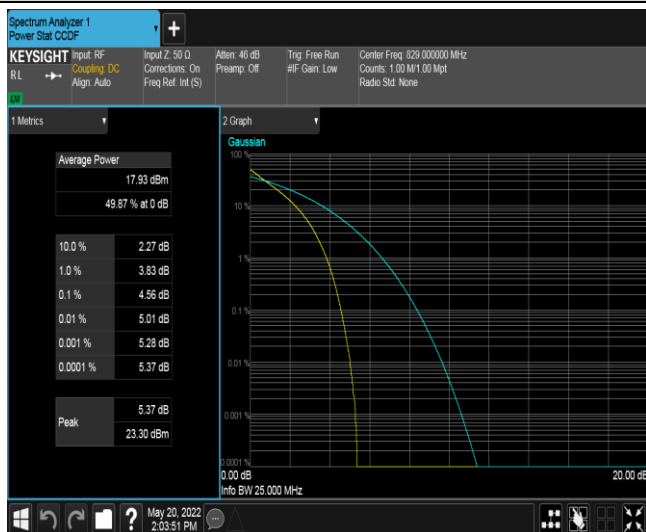 Spectrum Analyzer 1
Power Stat CCDF
+
KEYSIGHT
RL
Input: RF
Coupling: DC
Align: Auto
Input Z: 50 Ω
Corrections: On
Freq Ref: Int (S)
Atten: 46 dB
Preamp: Off
Trig: Free Run
#IF Gain: Low
Center Freq: 829.000000 MHz
Counts: 1.00 M/1.00 Mpt
Radio Std: None
1 Metrics
Average Power
17.93 dBm
49.87 % at 0 dB
10.0 % 2.27 dB
1.0 % 3.83 dB
0.1 % 4.56 dB
0.01 % 5.01 dB
0.001 % 5.28 dB
0.0001 % 5.37 dB
Peak
5.37 dB
23.30 dBm
2 Graph
Gaussian
100 %
10 %
1 %
0.1 %
0.01 %
0.001 %
0.0001 %
0.00 dB
20.00 dB
Info BW 25.000 MHz
?
May 20, 2022
2:03:51 PM